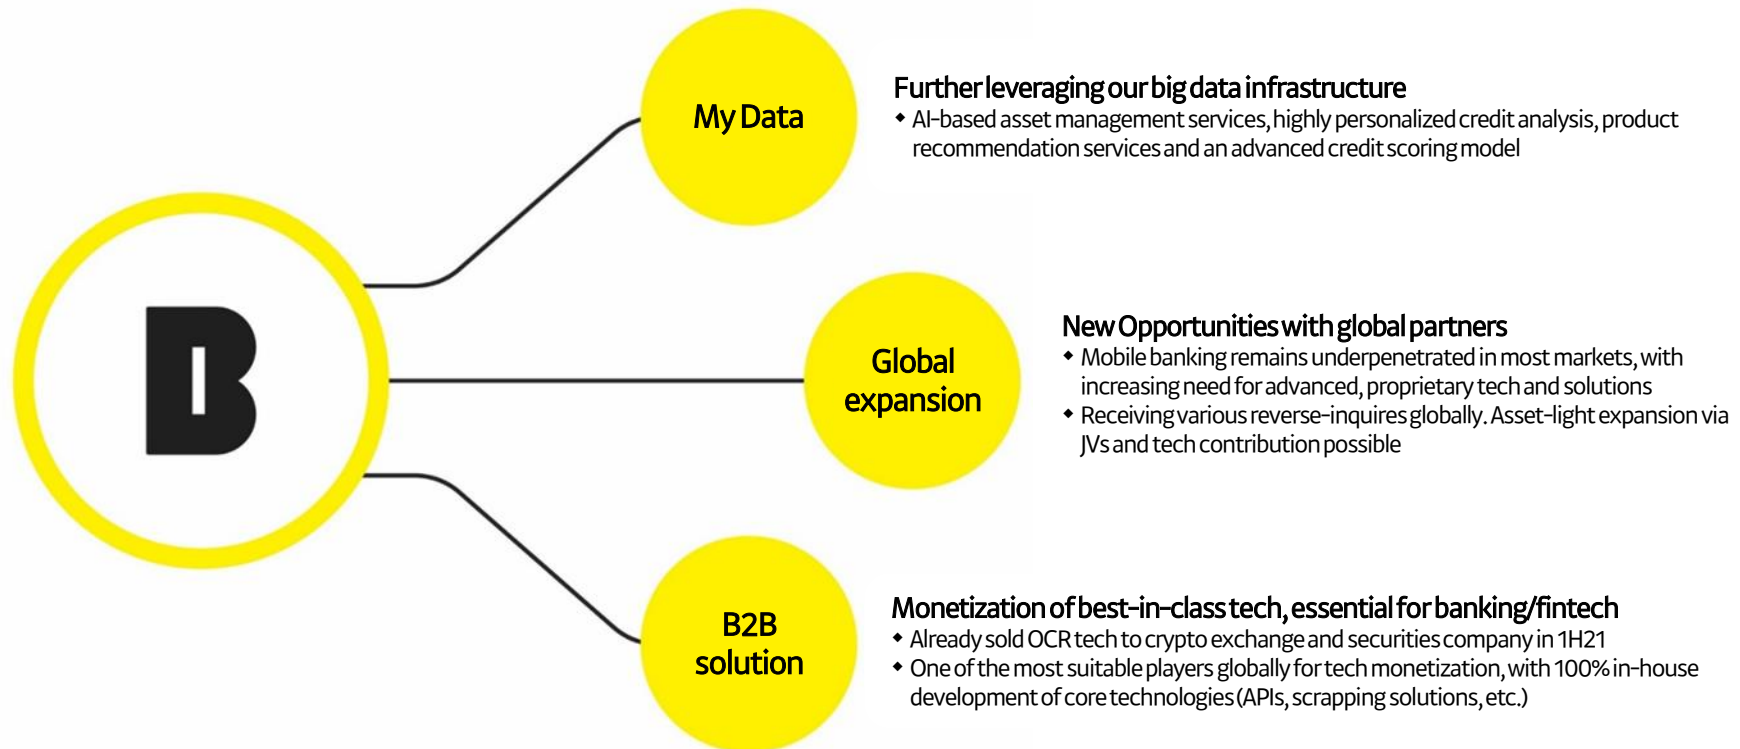 My Data
Further leveraging our big data infrastructure
◆ AI-based asset management services, highly personalized credit analysis, product
recommendation services and an advanced credit scoring model
B
Global
expansion
New Opportunities with global partners
◆ Mobile banking remains underpenetrated in most markets, with
increasing need for advanced, proprietary tech and solutions
◆ Receiving various reverse-inquires globally. Asset-light expansion via
JVs and tech contribution possible
B2B
solution
Monetization of best-in-class tech, essential for banking/fintech
◆ Already sold OCR tech to crypto exchange and securities company in 1H21
◆ One of the most suitable players globally for tech monetization, with 100% in-house
development of core technologies (APIs, scrapping solutions, etc.)